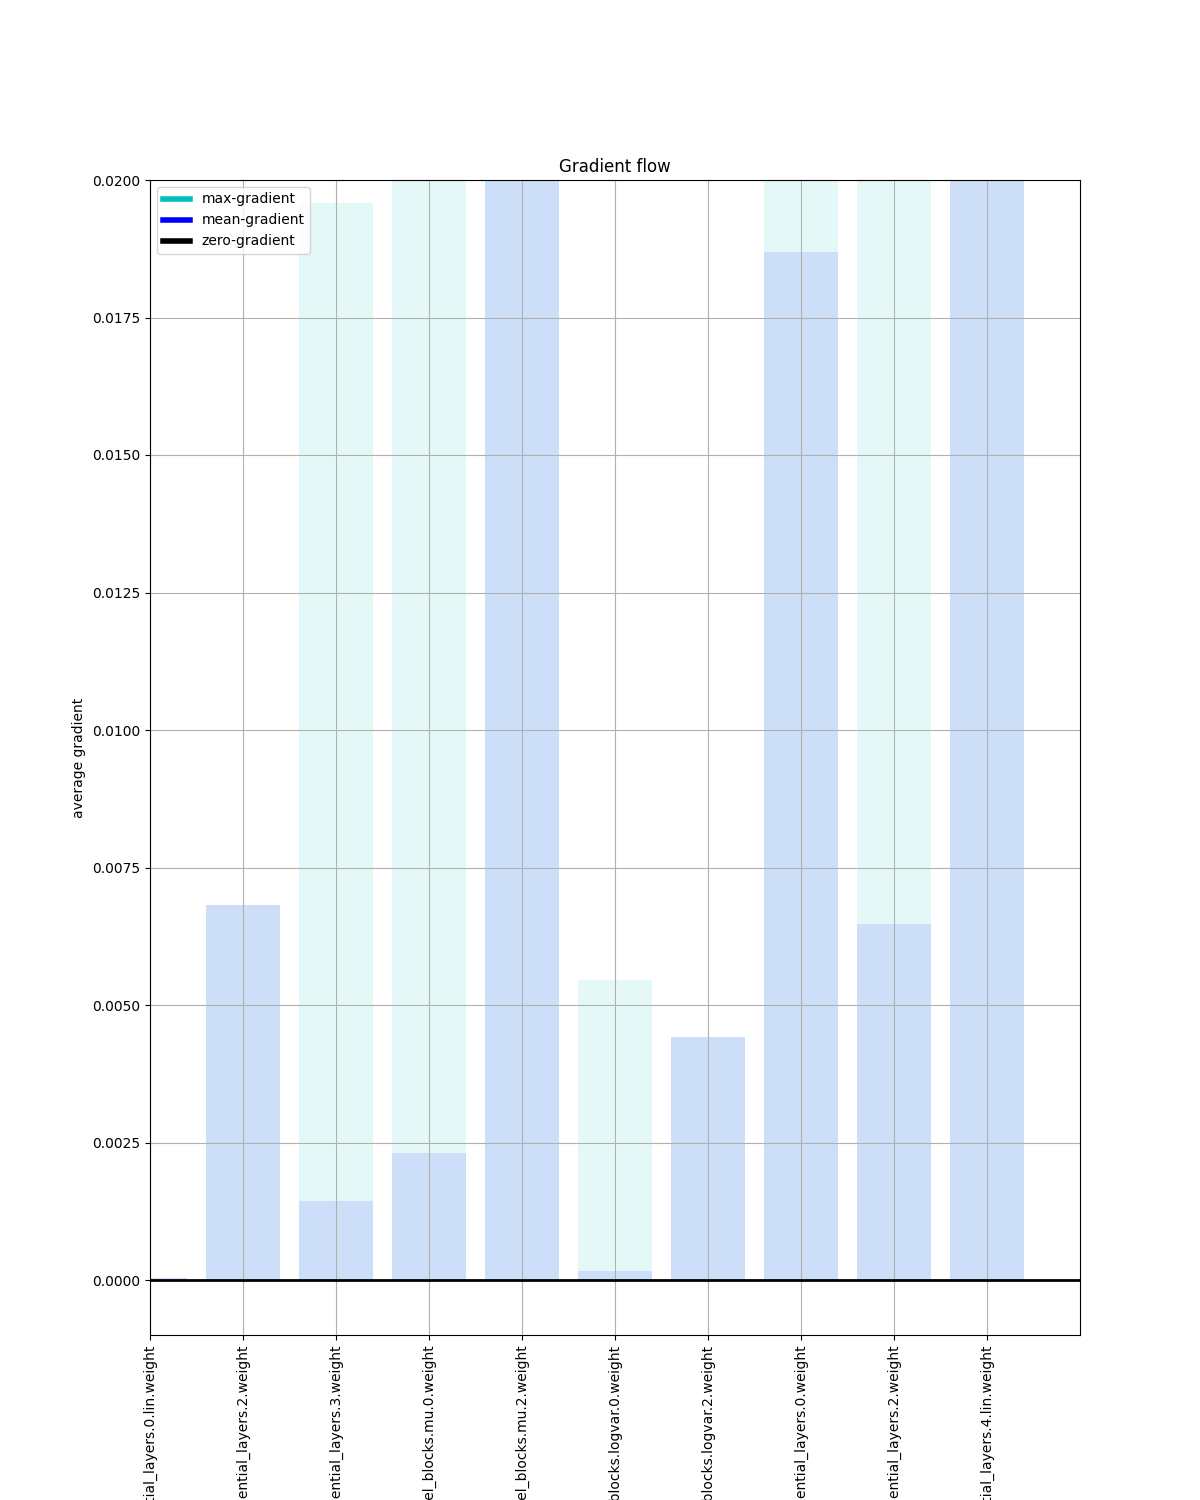 Gradient flow
max-gradient
mean-gradient
zero-gradient
0.0200
0.0175
0.0150
0.0125
0.0100
0.0075
0.0050
0.0025
0.0000
average gradient
tial_layers.0.lin.weight
ential_layers.2.weight
ential_layers.3.weight
el_blocks.mu.0.weight
el_blocks.mu.2.weight
blocks.logvar.0.weight
blocks.logvar.2.weight
ential_layers.0.weight
ential_layers.2.weight
tial_layers.4.lin.weight